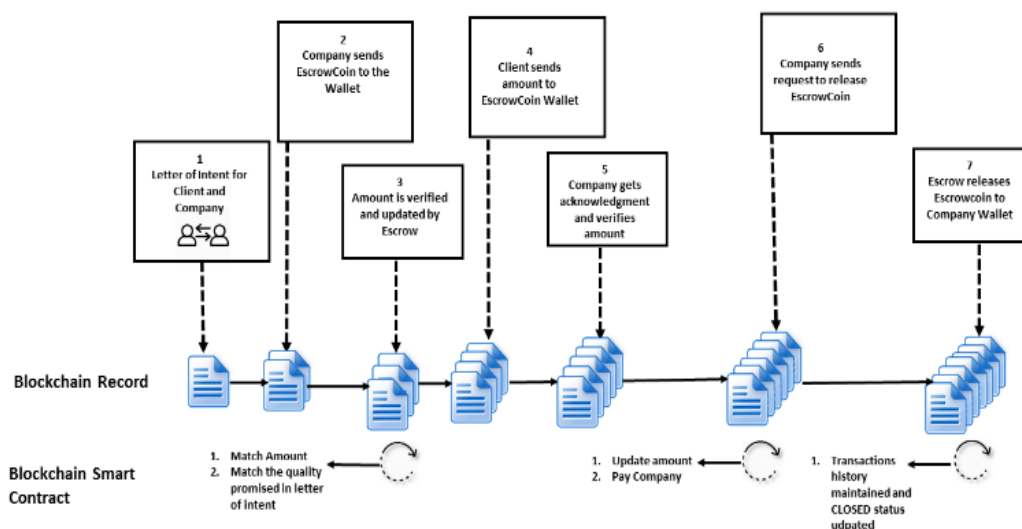 1
Letter of Intent for
Client and
Company
2
Company sends
EscrowCoin to the
Wallet
3
Amount is verified
and updated by
Escrow
4
Client sends
amount to
EscrowCoin Wallet
5
Company gets
acknowledgment
and verifies
amount
6
Company sends
request to release
EscrowCoin
7
Escrow releases
Escrowcoin to
Company Wallet
Blockchain Record
Blockchain Smart
Contract
1. Match Amount
2. Match the quality
promised in letter
of intent
1. Update amount
2. Pay Company
1. Transactions
history
maintained and
CLOSED status
udpated